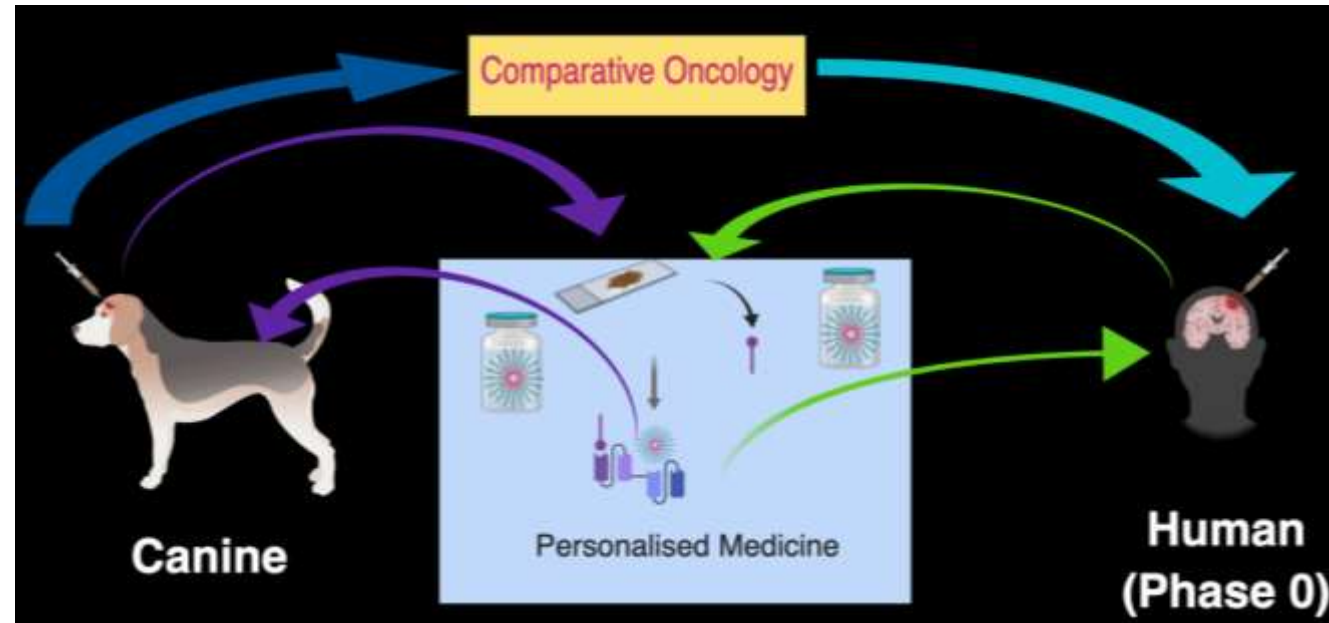 Comparative Oncology
Canine
Personalised Medicine
Human
(Phase 0)